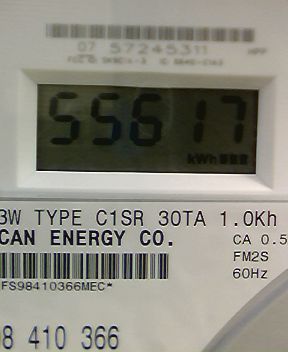 07 57245311
55617
kWh
3W TYPE C1SR 30TA 1.0Kh
CAN ENERGY CO.
CA 0.5
FM2S
60Hz
FS98410366MEC*
98 410 366